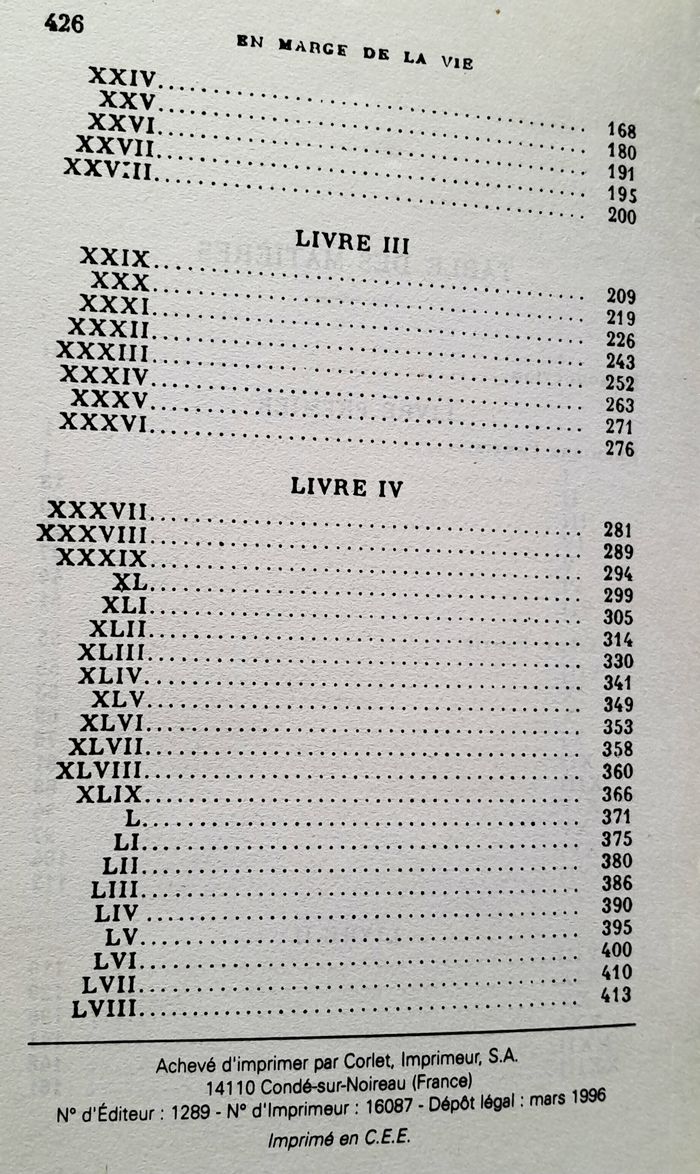 426
EN MARGE DE LA VIE
XXIV........................ 168
XXV........................ 180
XXVI........................ 191
XXVII........................ 195
XXVIII........................ 200
LIVRE III
XXIX........................ 209
XXX........................ 219
XXXI........................ 226
XXXII........................ 243
XXXIII........................ 252
XXXIV........................ 263
XXXV........................ 271
XXXVI........................ 276
LIVRE IV
XXXVII........................ 281
XXXVIII........................ 289
XXXIX........................ 294
XL........................ 299
XLI........................ 305
XLII........................ 314
XLIII........................ 330
XLIV........................ 341
XLV........................ 349
XLVI........................ 353
XLVII........................ 358
XLVIII........................ 360
XLIX........................ 366
L........................ 371
LI........................ 375
LII........................ 380
LIII........................ 386
LIV ........................ 390
LV........................ 395
LVI........................ 400
LVII........................ 410
LVIII........................ 413
Achevé d'imprimer par Corlet, Imprimeur, S.A.
14110 Condé-sur-Noireau (France)
N° d'Éditeur : 1289 - N° d'Imprimeur : 16087 - Dépôt légal : mars 1996
Imprimé en C.E.E.